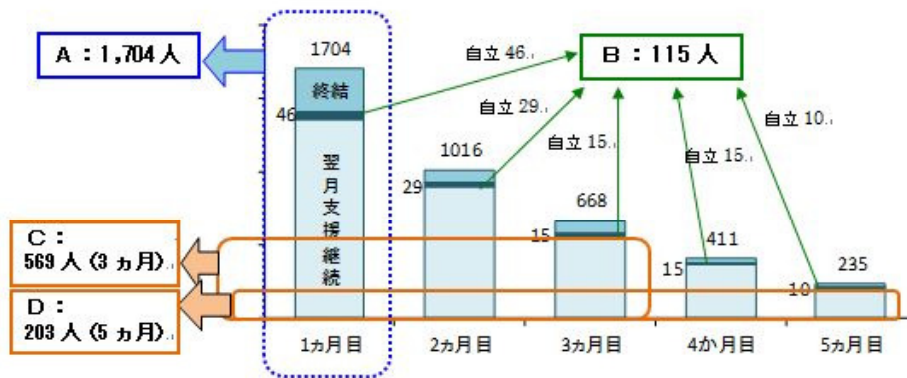 A：1,704人
1704
自立 46
B：115人
終結
46
自立 29
自立 15
自立 15
自立 10
翌月支援継続
1016
29
668
15
411
15
235
10
C：
569人（3ヵ月）
D：
203人（5ヵ月）
1ヵ月目
2ヵ月目
3ヵ月目
4か月目
5ヵ月目